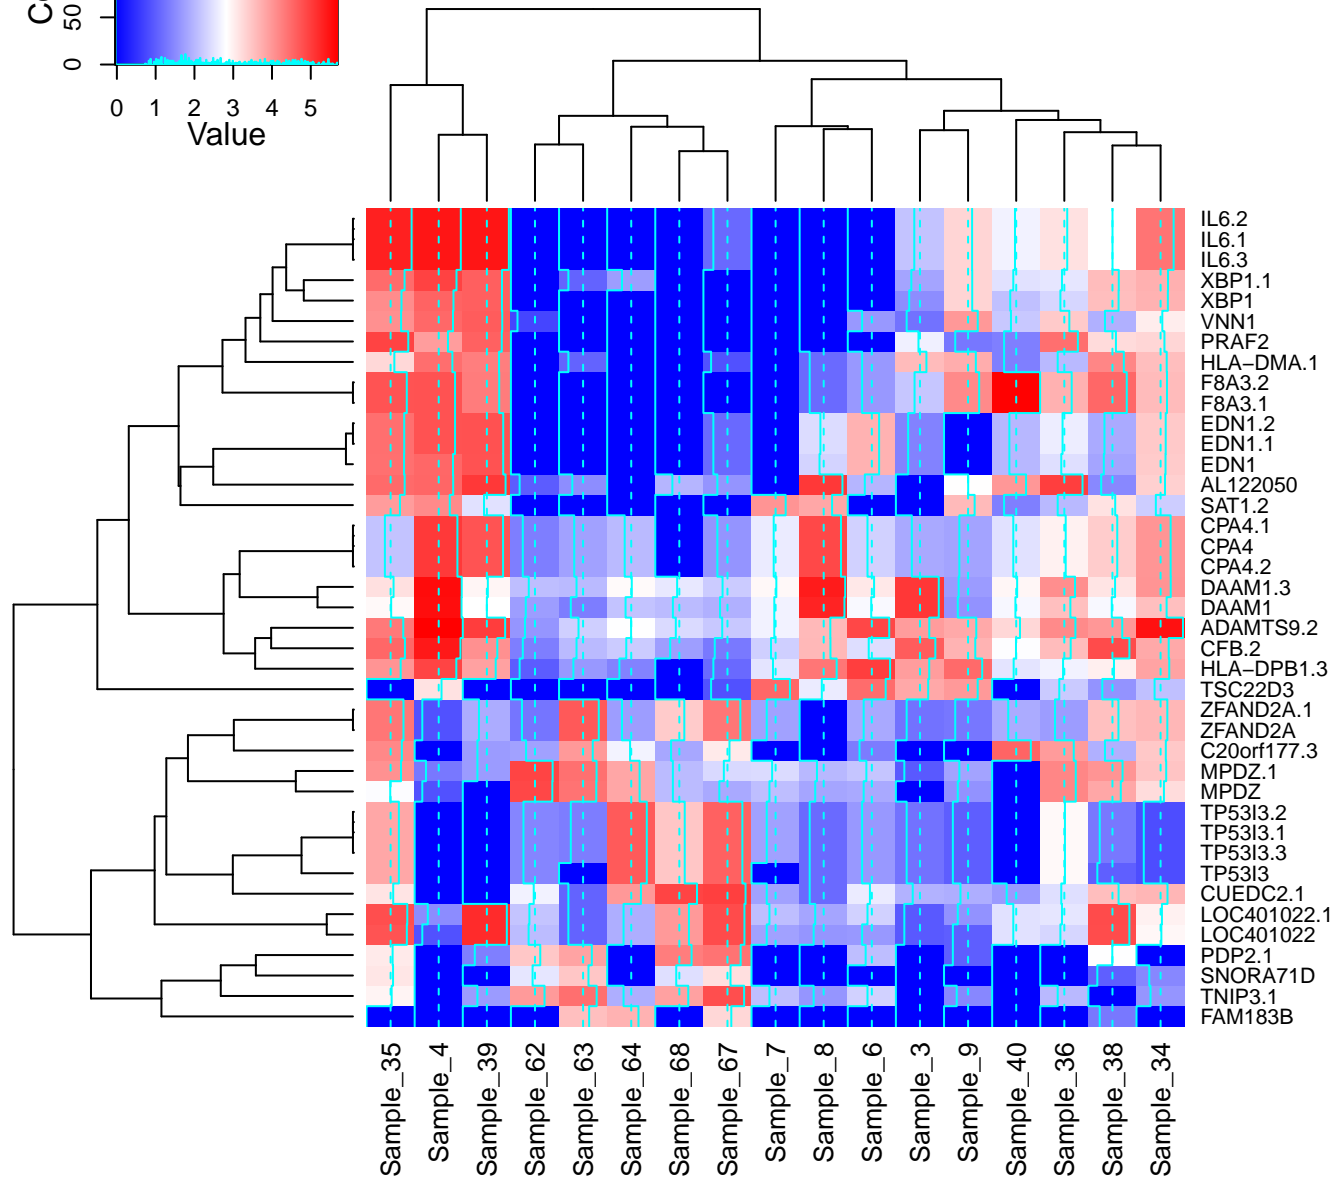 50
0
0 1 2 3 4 5
Value
IL6.2
IL6.1
IL6.3
XBP1.1
XBP1
VNN1
PRAF2
HLA−DMA.1
F8A3.2
F8A3.1
EDN1.2
EDN1.1
EDN1
AL122050
SAT1.2
CPA4.1
CPA4
CPA4.2
DAAM1.3
DAAM1
ADAMTS9.2
CFB.2
HLA−DPB1.3
TSC22D3
ZFAND2A.1
ZFAND2A
C20orf177.3
MPDZ.1
MPDZ
TP53I3.2
TP53I3.1
TP53I3.3
TP53I3
CUEDC2.1
LOC401022.1
LOC401022
PDP2.1
SNORA71D
TNIP3.1
FAM183B
Sample_35
Sample_4
Sample_39
Sample_62
Sample_63
Sample_64
Sample_68
Sample_67
Sample_7
Sample_8
Sample_6
Sample_3
Sample_9
Sample_40
Sample_36
Sample_38
Sample_34